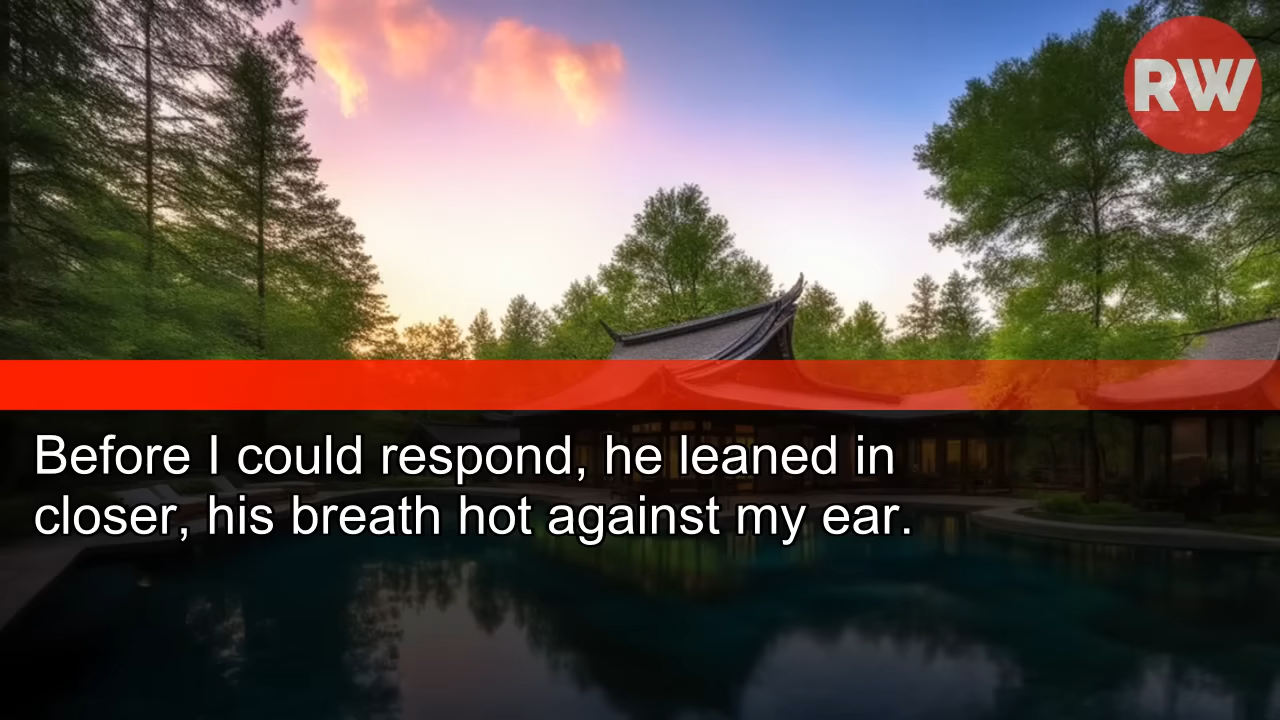 RW
Before I could respond, he leaned in
closer, his breath hot against my ear.